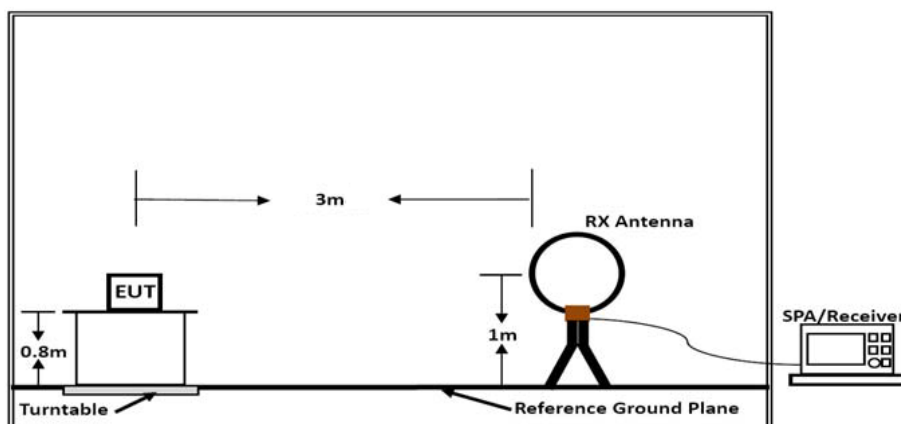 3m
RX Antenna
EUT
SPA/Receiver
0.8m
1m
Turntable
Reference Ground Plane